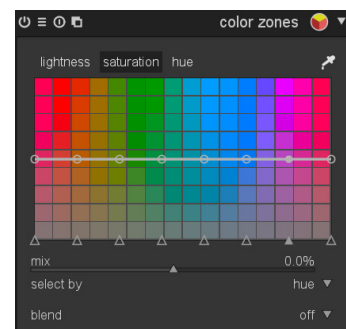 color zones
lightness saturation hue
mix 0.0%
select by hue
blend off